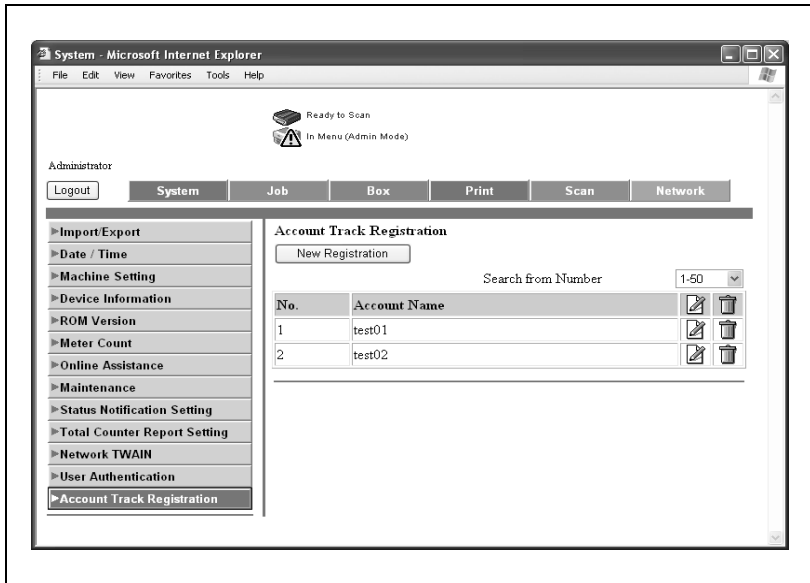 System - Microsoft Internet Explorer
File Edit View Favorites Tools Help
Ready to Scan
In Menu (Admin Mode)
Administrator
Logout System Job Box Print Scan Network
Import/Export
Date / Time
Machine Setting
Device Information
ROM Version
Meter Count
Online Assistance
Maintenance
Status Notification Setting
Total Counter Report Setting
Network TWAIN
User Authentication
Account Track Registration
Account Track Registration
New Registration
Search from Number 1-50
No. Account Name
1 test01
2 test02